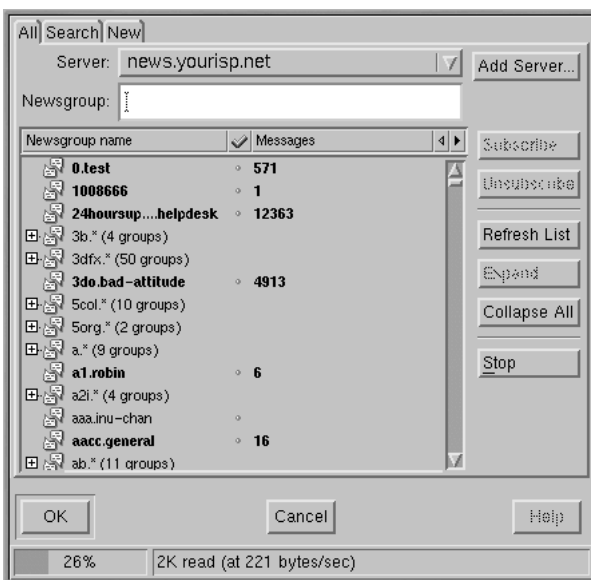 All Search New
Server: news.yourisp.net Add Server...
Newsgroup:
Newsgroup name Messages
Subscribe
0.test 571
1008666 1
Unsubscribe
24hoursup....helpdesk 12363
3b.* (4 groups)
Refresh List
3dfx.* (50 groups)
3do.bad-attitude 4913
Expand
5col.* (10 groups)
Collapse All
5org.* (2 groups)
a.* (9 groups)
Stop
a1.robin 6
a2i.* (4 groups)
aaa.inu-chan
aacc.general 16
ab.* (11 groups)
OK Cancel Help
26% 2K read (at 221 bytes/sec)